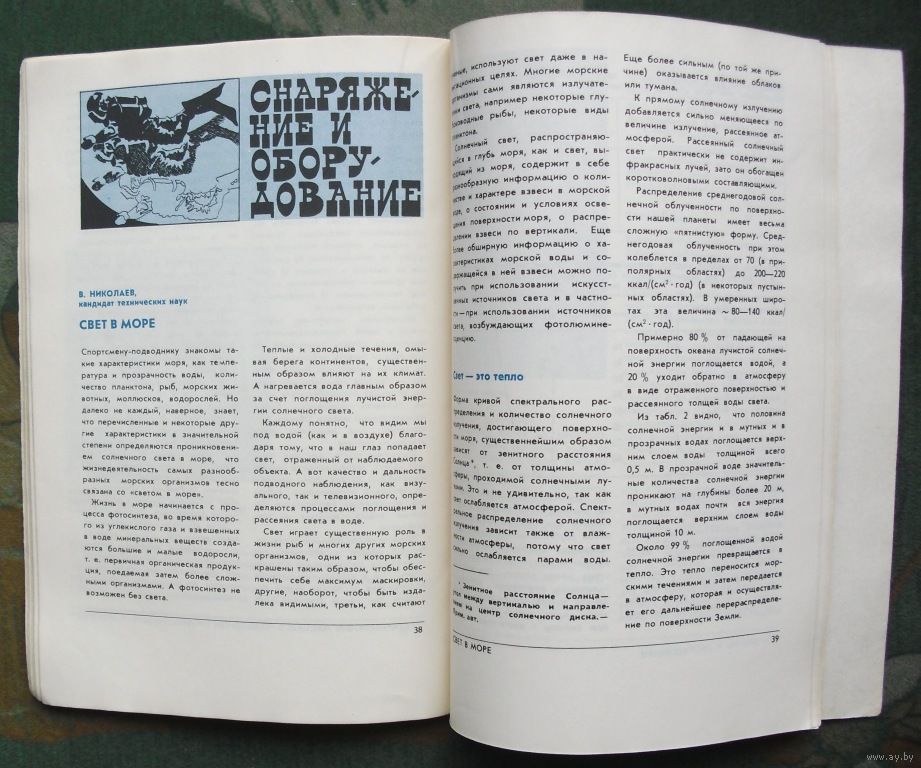 СНАРЯЖЕ-
НИЕ И
ОБОРУ-
ДОВАНИЕ
В. НИКОЛАЕВ,
кандидат технических наук
СВЕТ В МОРЕ
Спортсмену-подводнику знакомы та-
кие характеристики моря, как темпе-
ратура и прозрачность воды, коли-
чество планктона, рыб, морских жи-
вотных, моллюсков, водорослей. Но
далеко не каждый, наверное, знает,
что перечисленные и некоторые дру-
гие характеристики в значительной
степени определяются проникновени-
ем солнечного света в море, что
жизнедеятельность самых разнооб-
разных морских организмов тесно
связана со «светом в море».
Жизнь в море начинается с про-
цесса фотосинтеза, во время которо-
го из углекислого газа и взвешенных
в воде минеральных веществ созда-
ются большие и малые водоросли,
т. е. первичная органическая продук-
ция, поедаемая затем более слож-
ными организмами. А фотосинтез не
возможен без света.
Теплые и холодные течения, омы-
вая берега континентов, существен-
ным образом влияют на их климат.
А нагревается вода главным образом
за счет поглощения лучистой энер-
гии солнечного света.
Каждому понятно, что видим мы
под водой (как и в воздухе) благо-
даря тому, что в наш глаз попадает
свет, отраженный от наблюдаемого
объекта. А вот качество и дальность
подводного наблюдения, как визу-
ального, так и телевизионного, опре-
деляются процессами поглощения и
рассеяния света в воде.
Свет играет существенную роль в
жизни рыб и многих других морских
организмов, одни из которых рас-
крашены таким образом, чтобы обес-
печить себе максимум маскировки,
другие, наоборот, чтобы быть изда-
лека видимыми, третьи, как считают
38
используют свет даже в на-
целях. Многие морские
сами являются излучате-
света, например некоторые глу-
рыбы, некоторые виды
Солнечный свет, распространяю-
в глубь моря, как и свет, вы-
из моря, содержит в себе
информацию о коли-
и характере взвеси в морской
о состоянии и условиях освe-
поверхности моря, о распре-
взвеси по вертикали. Еще
обширную информацию о ха-
морской воды и со-
в ней взвеси можно по-
при использовании искусст-
источников света и в частно-
при использовании источников
возбуждающих фотолюмине-
Свет — это тепло
Форма кривой спектрального рас-
и количество солнечного
достигающего поверхно-
моря, существеннейшим образом
от зенитного расстояния
Солнца*, т. е. от толщины атмо-
проходимой солнечными лу-
Это и не удивительно, так как
ослабляется атмосферой. Спект-
распределение солнечного
зависит также от влаж-
атмосферы, потому что свет
сильно ослабляется парами воды.
* Зенитное расстояние Солнца —
между вертикалью и направле-
на центр солнечного диска.—
Прим. авт.
СВЕТ В МОРЕ
Еще более сильным (по той же при-
чине) оказывается влияние облаков
или тумана.
К прямому солнечному излучению
добавляется сильно меняющееся по
величине излучение, рассеянное ат-
мосферой. Рассеянный солнечный
свет практически не содержит ин-
фракрасных лучей, зато он обогащен
коротковолновыми составляющими.
Распределение среднегодовой сол-
нечной облученности по поверхно-
сти нашей планеты имеет весьма
сложную «пятнистую» форму. Сред-
негодовая облученность при этом
колеблется в пределах от 70 (в при-
полярных областях) до 200—220
ккал/(см² · год) (в некоторых пустын-
ных областях). В умеренных широ-
тах эта величина ~ 80—140 ккал/
(см² · год).
Примерно 80 % от падающей на
поверхность океана лучистой солнеч-
ной энергии поглощается водой, а
20 % уходит обратно в атмосферу
в виде отраженного поверхностью и
рассеянного толщей воды света.
Из табл. 2 видно, что половина
солнечной энергии и в мутных и в
прозрачных водах поглощается верх-
ним слоем воды толщиной всего
0,5 м. В прозрачной воде значитель-
ные количества солнечной энергии
проникают на глубины более 20 м,
в мутных водах почти вся энергия
поглощается верхним слоем воды
толщиной 10 м.
Около 99 % поглощенной водой
солнечной энергии превращается в
тепло. Это тепло переносится мор-
скими течениями и затем передается
в атмосферу, которая и осуществля-
ет его дальнейшее перераспределе-
ние по поверхности Земли.
39
www.ay.by